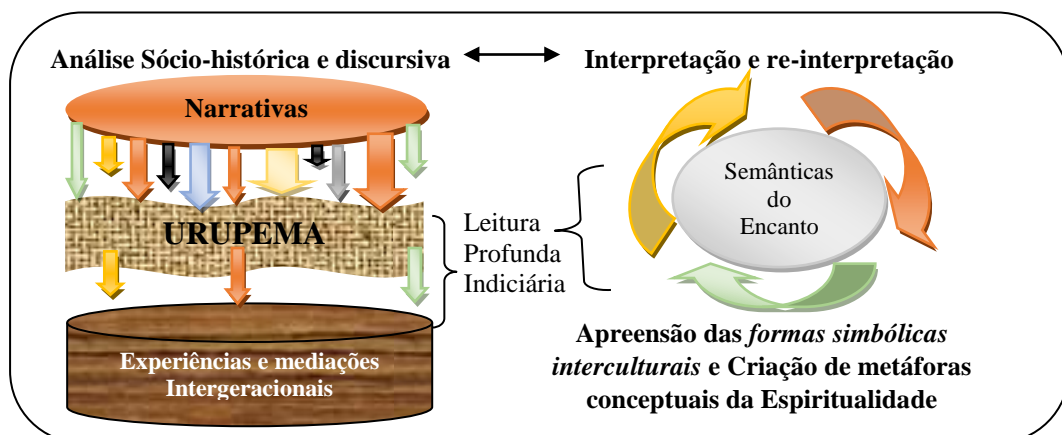 Análise Sócio-histórica e discursiva
Narrativas
URUPEMA
Experiências e mediações
Intergeracionais
Leitura
Profunda
Indiciária
Interpretação e re-interpretação
Semânticas
do
Encanto
Apreensão das formas simbólicas
interculturais e Criação de metáforas
conceptuais da Espiritualidade